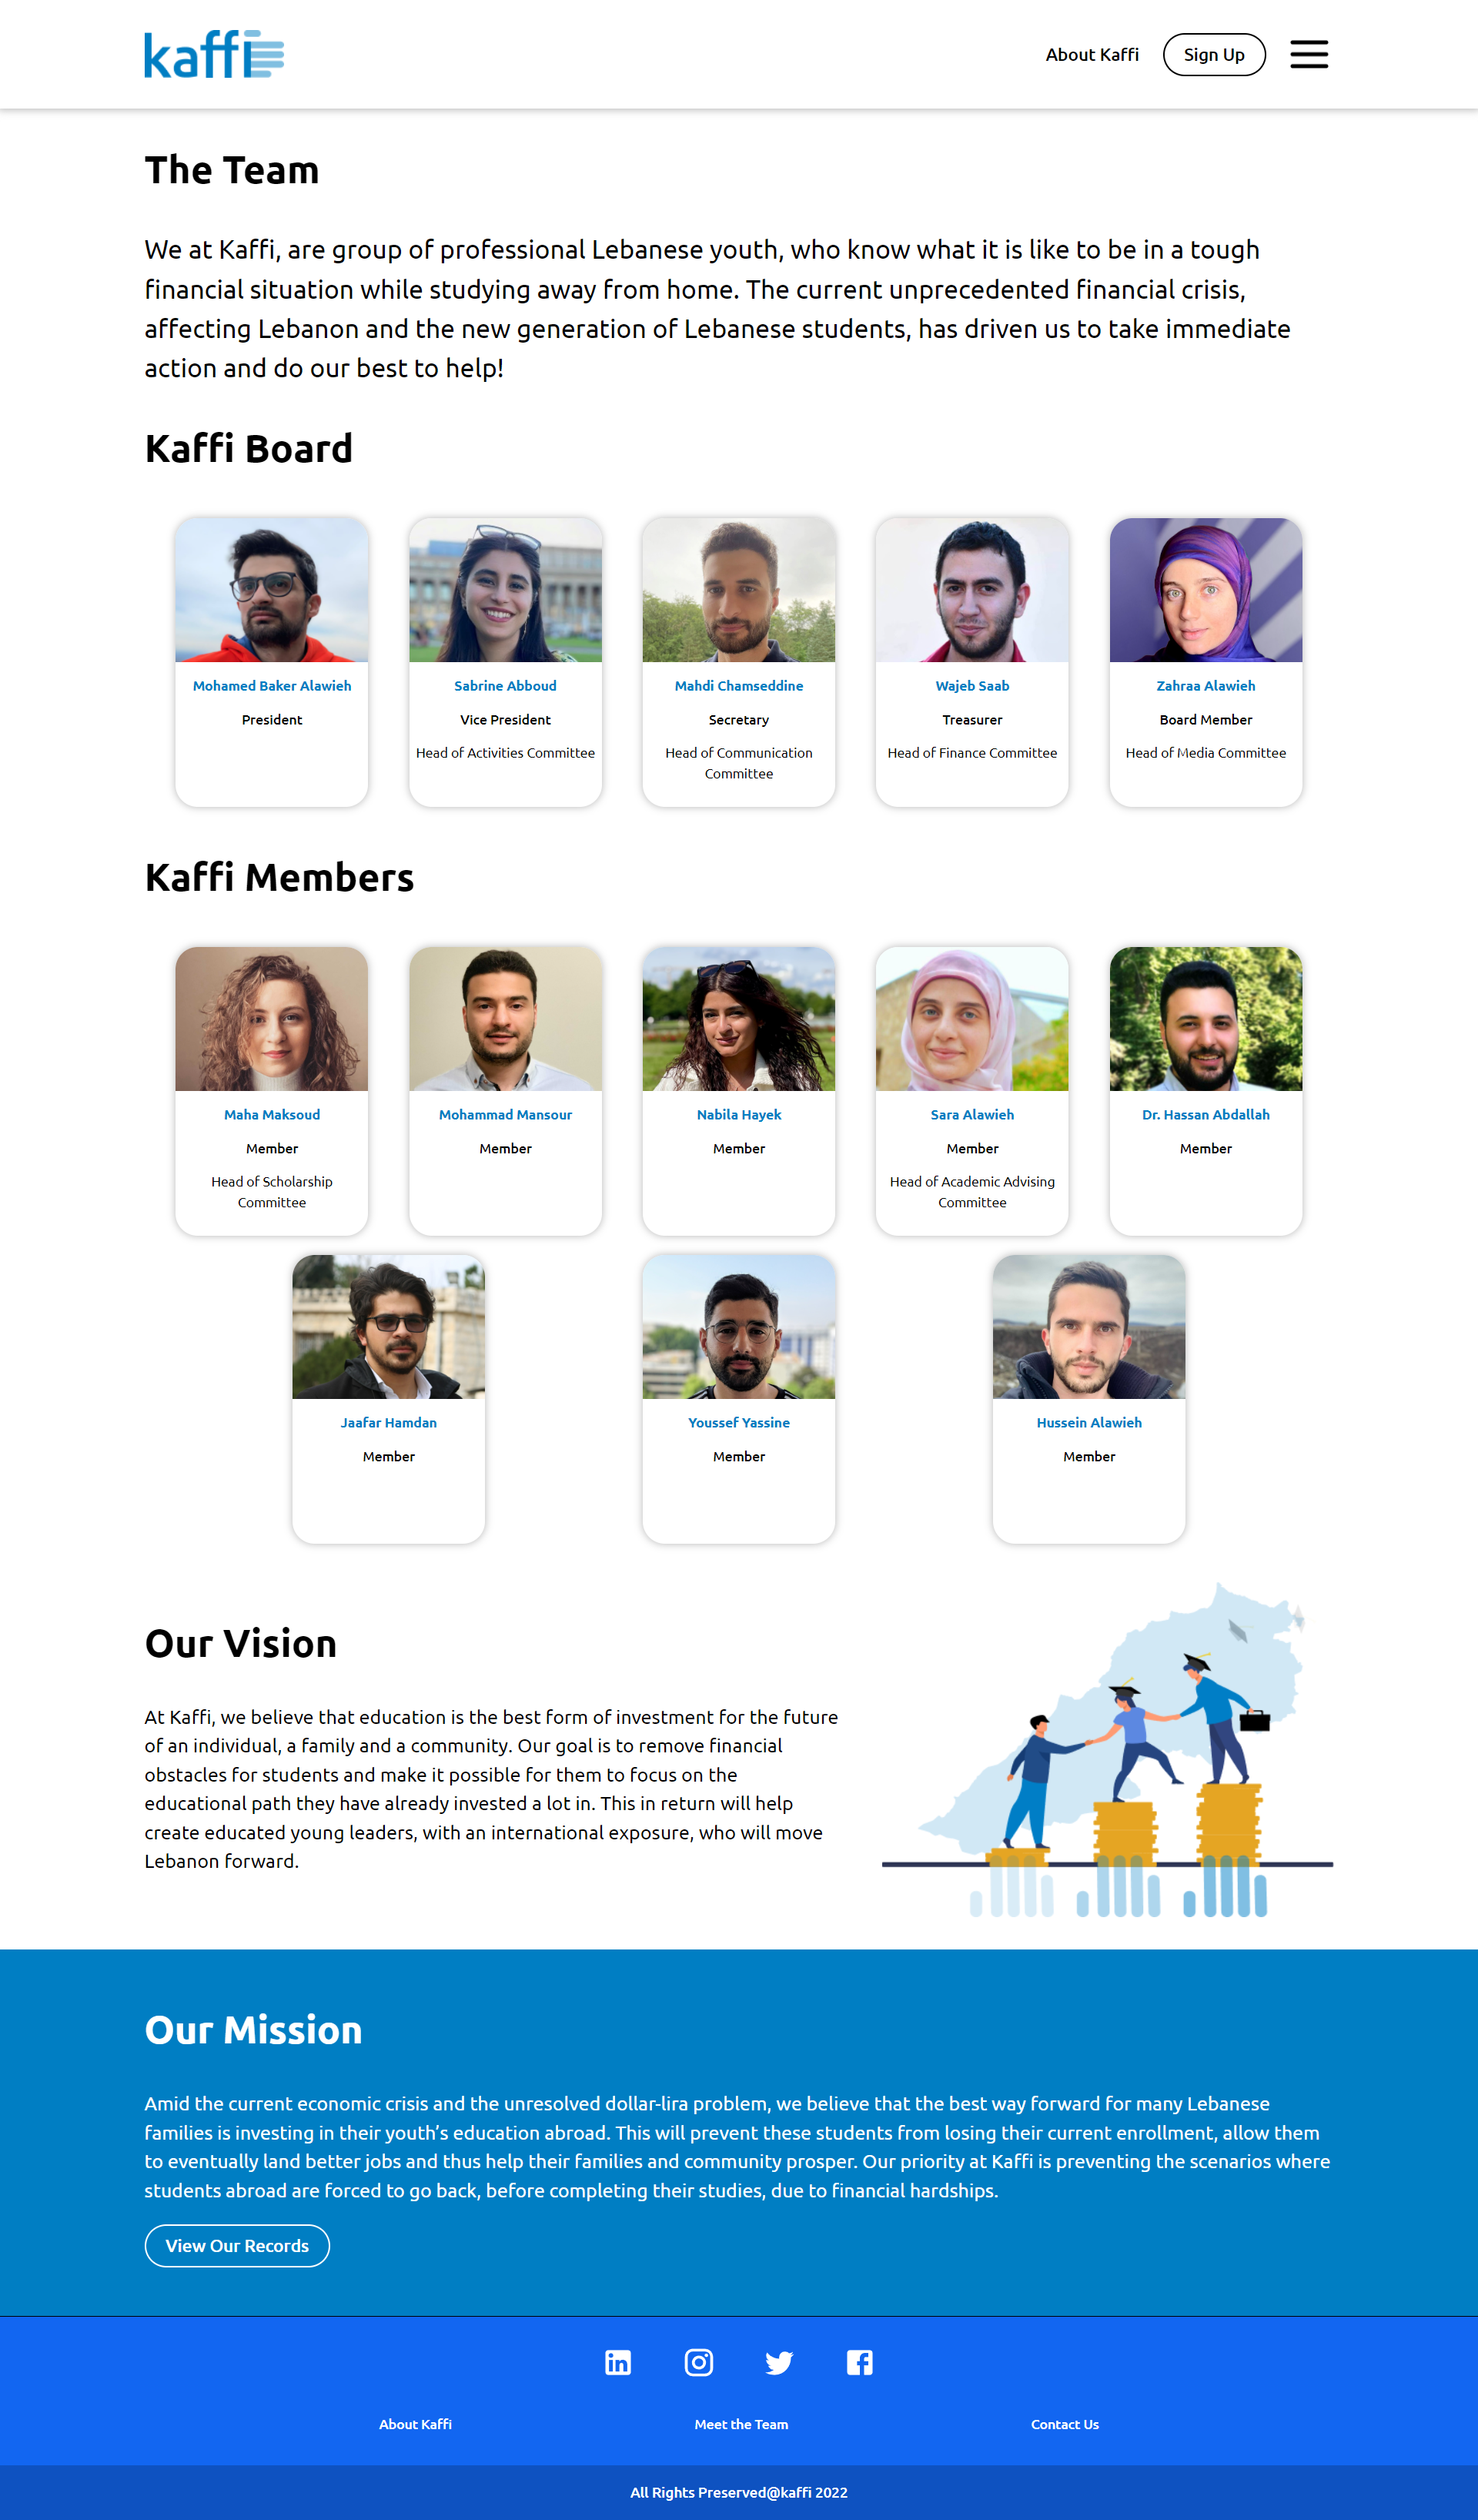 kaffi
About Kaffi
Sign Up
The Team
We at Kaffi, are group of professional Lebanese youth, who know what it is like to be in a tough
financial situation while studying away from home. The current unprecedented financial crisis,
affecting Lebanon and the new generation of Lebanese students, has driven us to take immediate
action and do our best to help!
Kaffi Board
Mohamed Baker Alawieh
President
Sabrine Abboud
Vice President
Head of Activities Committee
Mahdi Chamseddine
Secretary
Head of Communication
Committee
Wajeb Saab
Treasurer
Head of Finance Committee
Zahraa Alawieh
Board Member
Head of Media Committee
Kaffi Members
Maha Maksoud
Member
Head of Scholarship
Committee
Mohammad Mansour
Member
Nabila Hayek
Member
Sara Alawieh
Member
Head of Academic Advising
Committee
Dr. Hassan Abdallah
Member
Jaafar Hamdan
Member
Youssef Yassine
Member
Hussein Alawieh
Member
Our Vision
At Kaffi, we believe that education is the best form of investment for the future
of an individual, a family and a community. Our goal is to remove financial
obstacles for students and make it possible for them to focus on the
educational path they have already invested a lot in. This in return will help
create educated young leaders, with an international exposure, who will move
Lebanon forward.
Our Mission
Amid the current economic crisis and the unresolved dollar-lira problem, we believe that the best way forward for many Lebanese
families is investing in their youth’s education abroad. This will prevent these students from losing their current enrollment, allow them
to eventually land better jobs and thus help their families and community prosper. Our priority at Kaffi is preventing the scenarios where
students abroad are forced to go back, before completing their studies, due to financial hardships.
View Our Records
About Kaffi
Meet the Team
Contact Us
All Rights Preserved@kaffi 2022